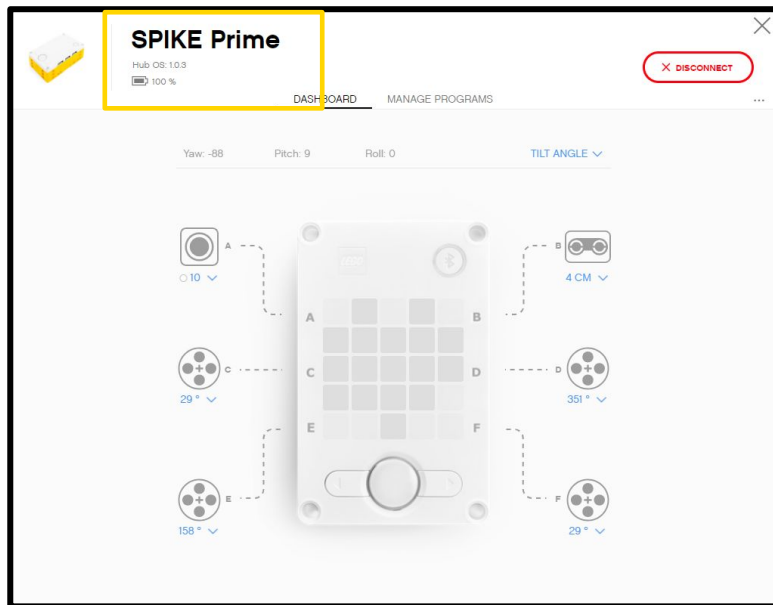 SPIKE Prime
Hub OS: 1.0.3
100 %
DISCONNECT
DASHBOARD MANAGE PROGRAMS
...
Yaw: -88 Pitch: 9 Roll: 0 TILT ANGLE
A B
10 4 CM
A B
C C D D
29 ° 351 °
E F
E F
158 ° 29 °